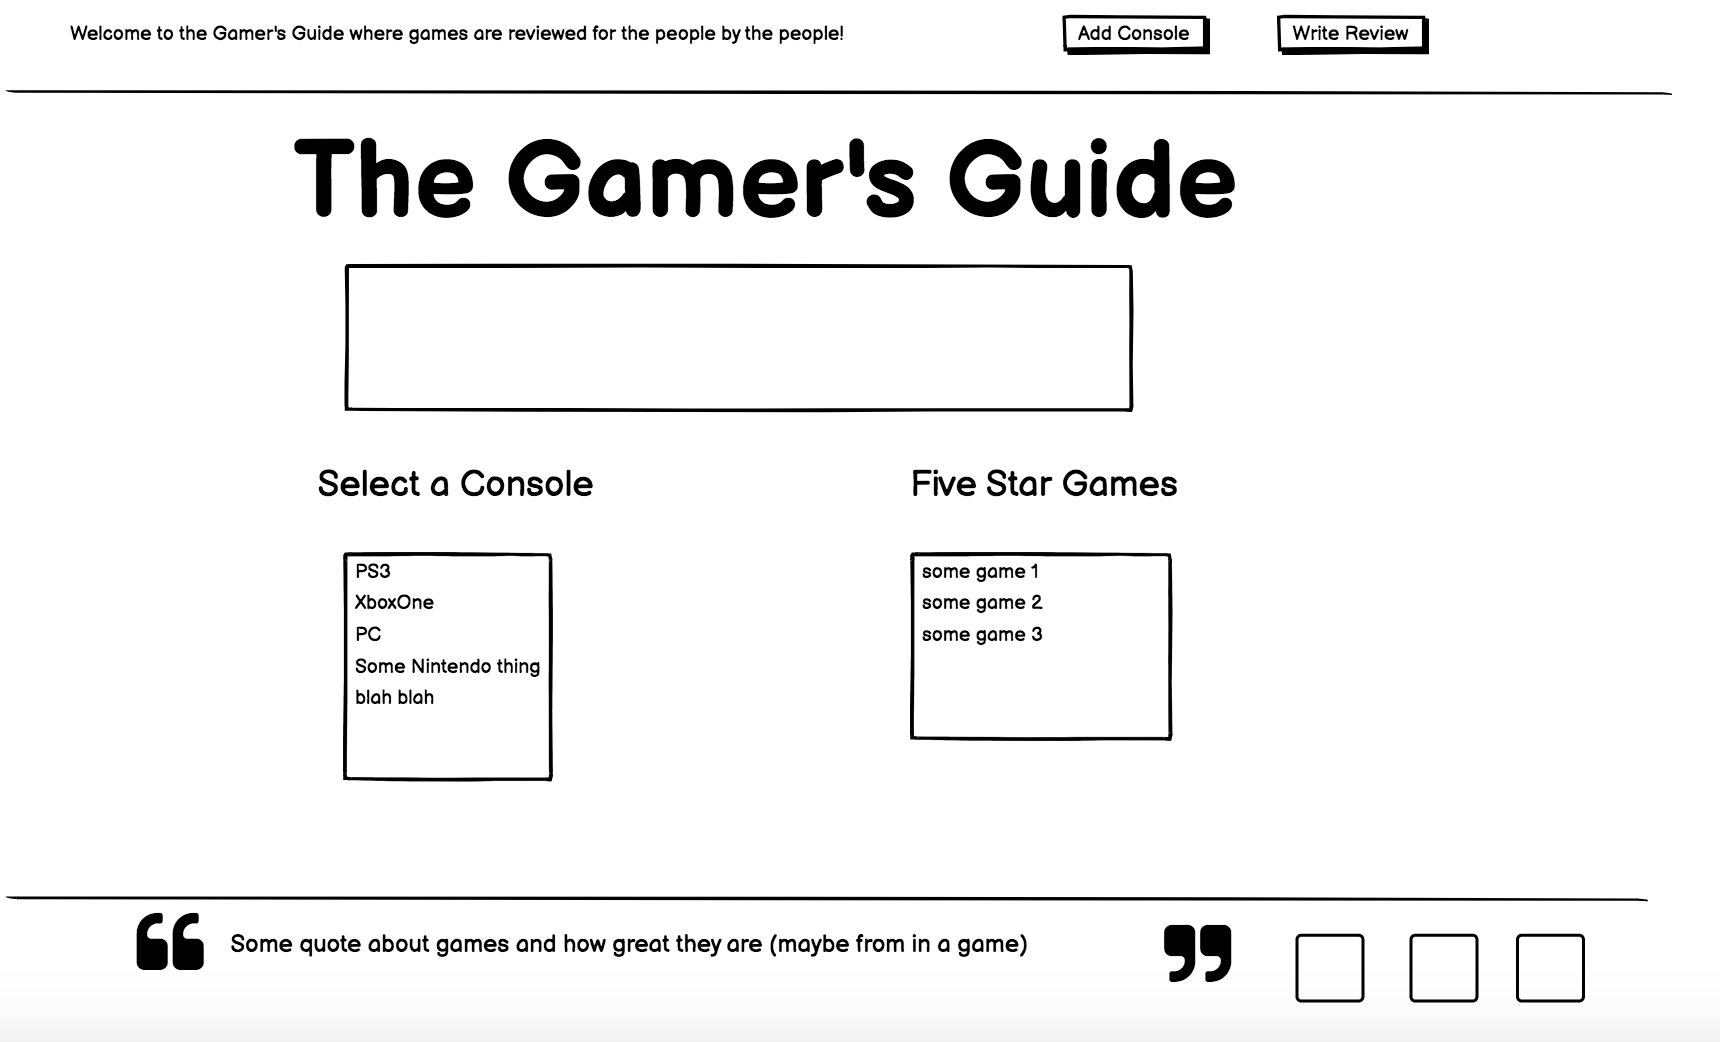 Welcome to the Gamer's Guide where games are reviewed for the people by the people!
Add Console
Write Review
The Gamer's Guide
Select a Console
PS3
XboxOne
PC
Some Nintendo thing
blah blah
Five Star Games
some game 1
some game 2
some game 3
“ Some quote about games and how great they are (maybe from in a game) ”